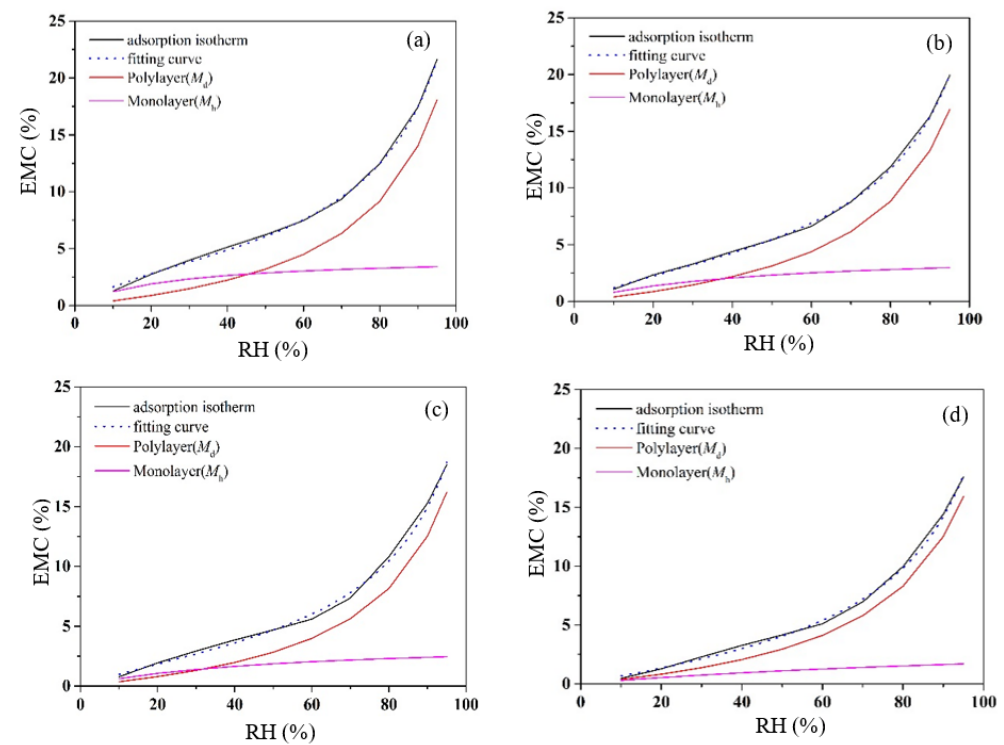 25
20
15
10
5
0
EMC (%)
adsorption isotherm
fitting curve
Polylayer(Md)
Monolayer(Mh)
(a)
0 20 40 60 80 100
RH (%)
25
20
15
10
5
0
EMC (%)
adsorption isotherm
fitting curve
Polylayer(Md)
Monolayer(Mh)
(b)
0 20 40 60 80 100
RH (%)
25
20
15
10
5
0
EMC (%)
adsorption isotherm
fitting curve
Polylayer(Md)
Monolayer(Mh)
(c)
0 20 40 60 80 100
RH (%)
25
20
15
10
5
0
EMC (%)
adsorption isotherm
fitting curve
Polylayer(Md)
Monolayer(Mh)
(d)
0 20 40 60 80 100
RH (%)